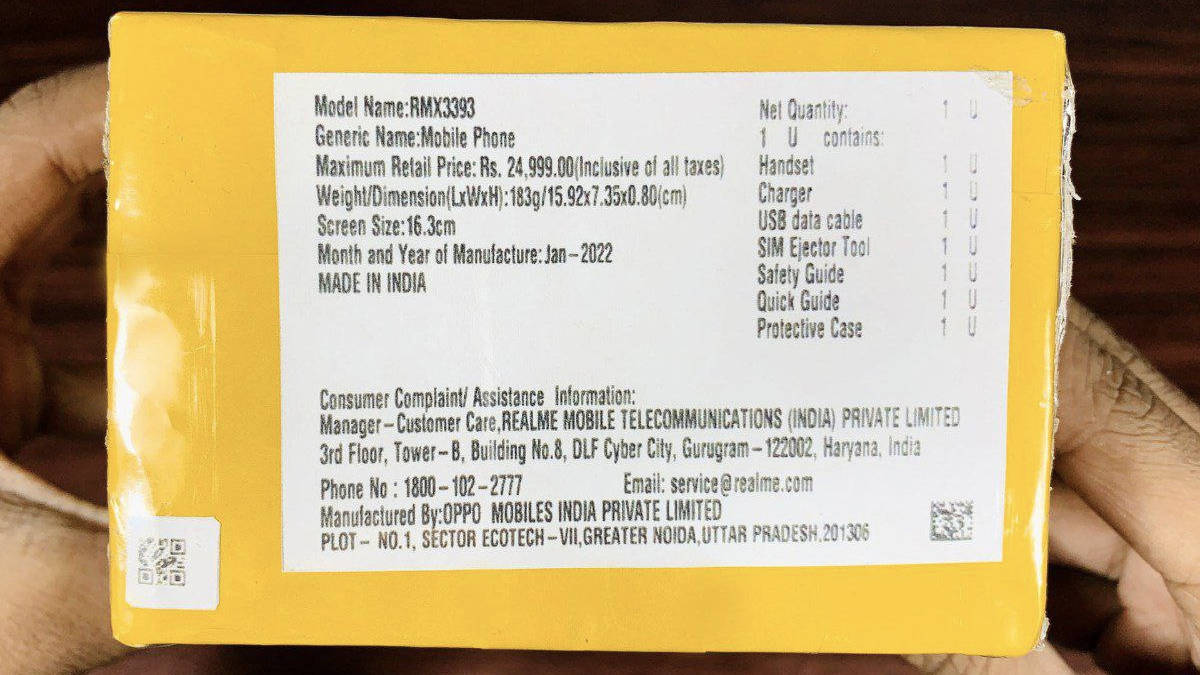 Model Name:RMX3393
Generic Name:Mobile Phone
Maximum Retail Price: Rs. 24,999.00(Inclusive of all taxes)
Weight/Dimension(LxWxH):183g/15.92x7.35x0.80(cm)
Screen Size:16.3cm
Month and Year of Manufacture:Jan-2022
MADE IN INDIA
Net Quantity: 1 U
1 U contains:
Handset 1 U
Charger 1 U
USB data cable 1 U
SIM Ejector Tool 1 U
Safety Guide 1 U
Quick Guide 1 U
Protective Case 1 U
Consumer Complaint/ Assistance Information:
Manager-Customer Care,REALME MOBILE TELECOMMUNICATIONS (INDIA) PRIVATE LIMITED
3rd Floor, Tower-B, Building No.8, DLF Cyber City, Gurugram-122002, Haryana, India
Phone No : 1800-102-2777 Email: service@realme.com
Manufactured By:OPPO MOBILES INDIA PRIVATE LIMITED
PLOT- NO.1, SECTOR ECOTECH-VII,GREATER NOIDA,UTTAR PRADESH,201306